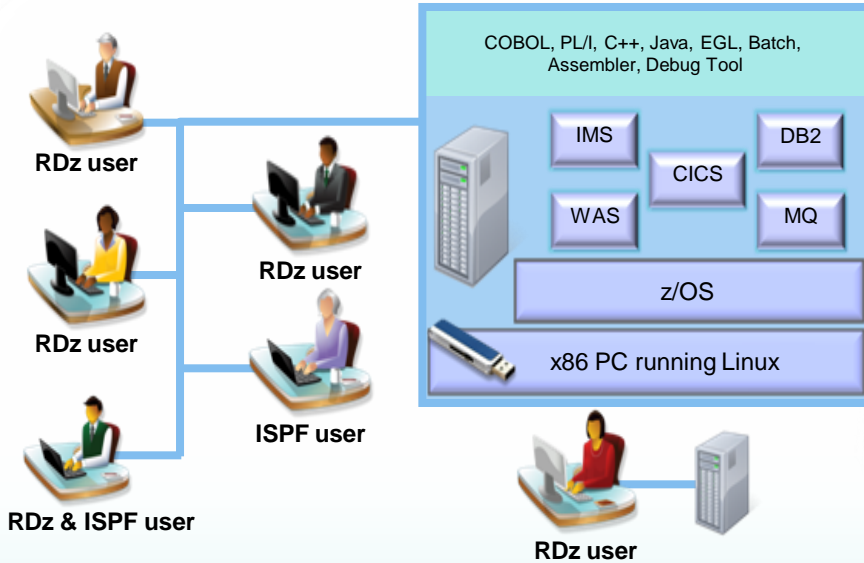 COBOL, PL/I, C++, Java, EGL, Batch,
Assembler, Debug Tool
IMS
DB2
CICS
WAS
MQ
z/OS
x86 PC running Linux
RDz user
RDz user
RDz user
ISPF user
RDz & ISPF user
RDz user